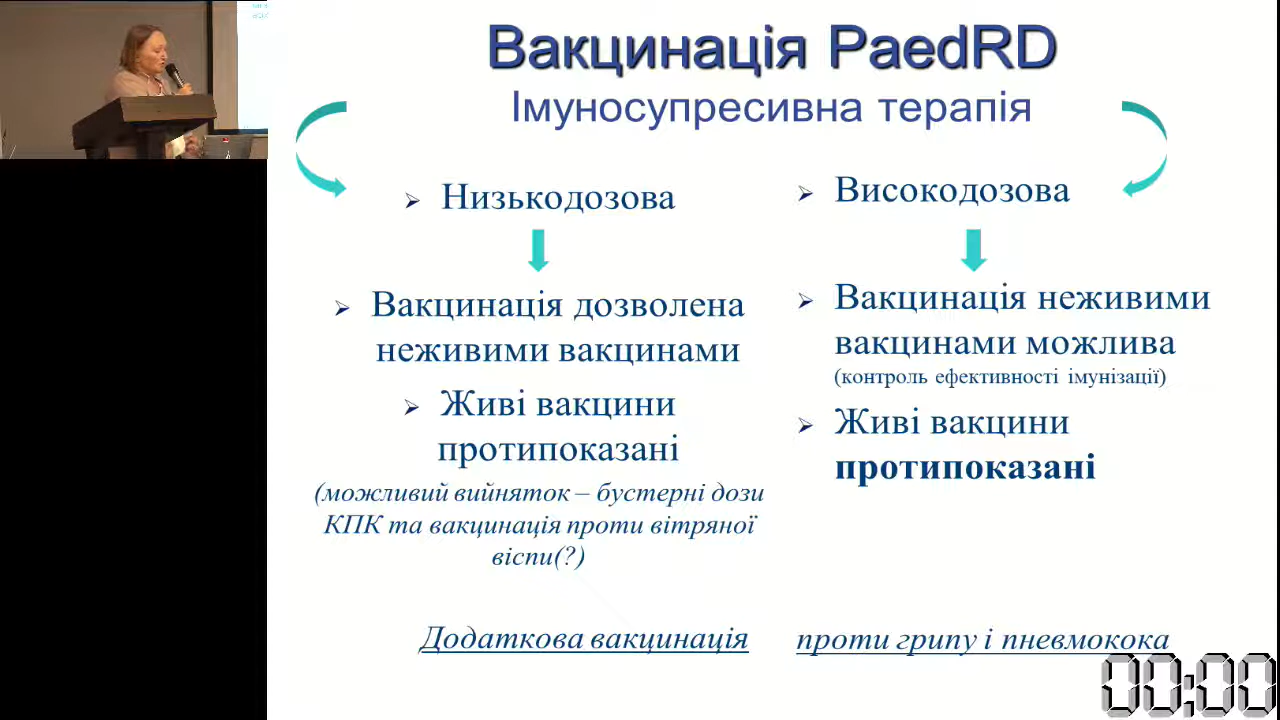 Вакцинація PaedRD
Імуносупресивна терапія
Низькодозова
Вакцинація дозволена
неживими вакцинами
Живі вакцини
протипоказані
(можливий вийняток – бустерні дози
КПК та вакцинація проти вітряної
віспи(?)
Високодозова
Вакцинація неживими
вакцинами можлива
(контроль ефективності імунізації)
Живі вакцини
протипоказані
Додаткова вакцинація проти грипу і пневмокока
00:00